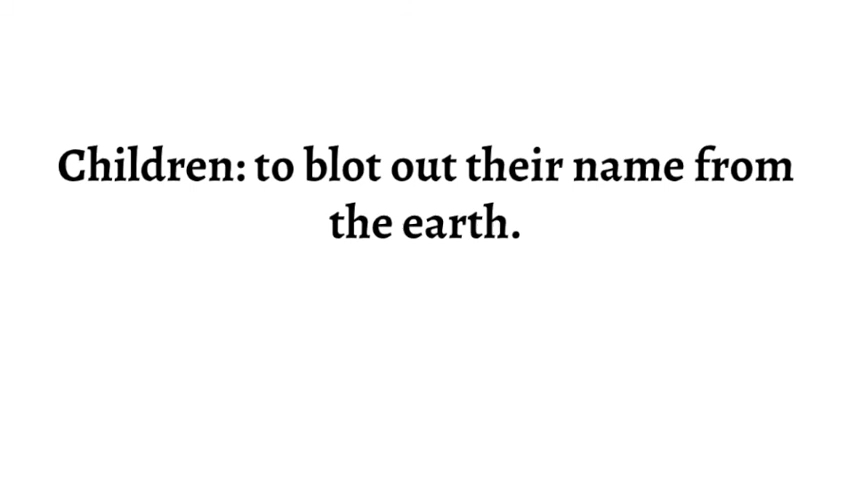 Children: to blot out their name from
the earth.